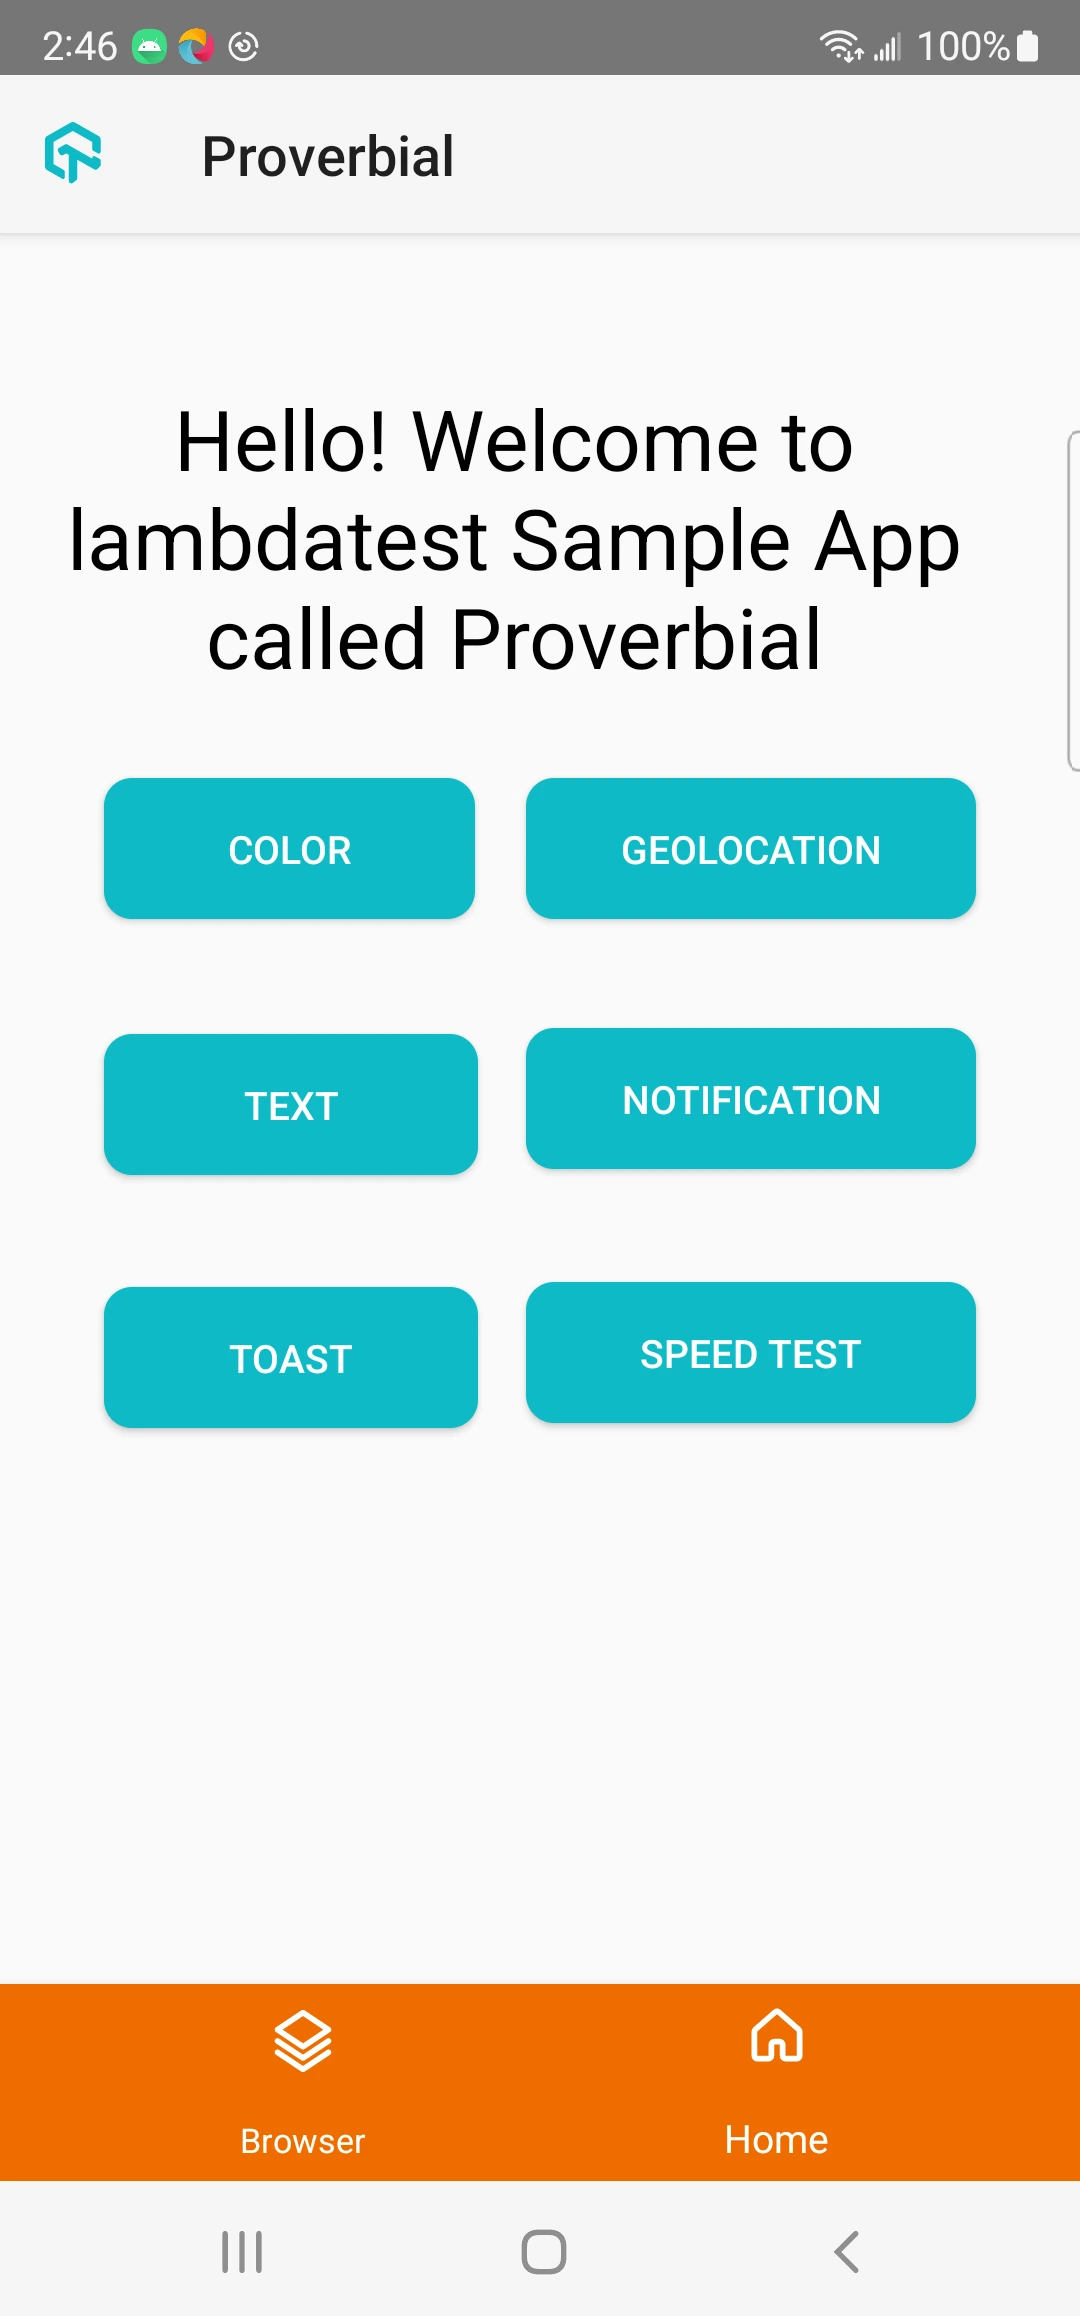 2:46
100%
Proverbial
Hello! Welcome to
lambdatest Sample App
called Proverbial
COLOR
GEOLOCATION
TEXT
NOTIFICATION
TOAST
SPEED TEST
Browser
Home